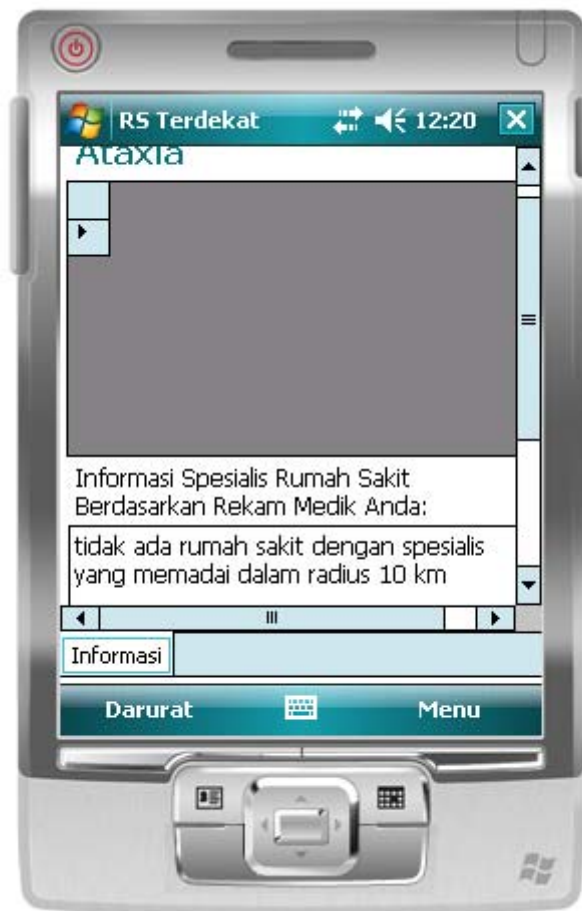 RS Terdekat 12:20
Ataxia
Informasi Spesialis Rumah Sakit
Berdasarkan Rekam Medik Anda:
tidak ada rumah sakit dengan spesialis
yang memadai dalam radius 10 km
Informasi
Darurat Menu